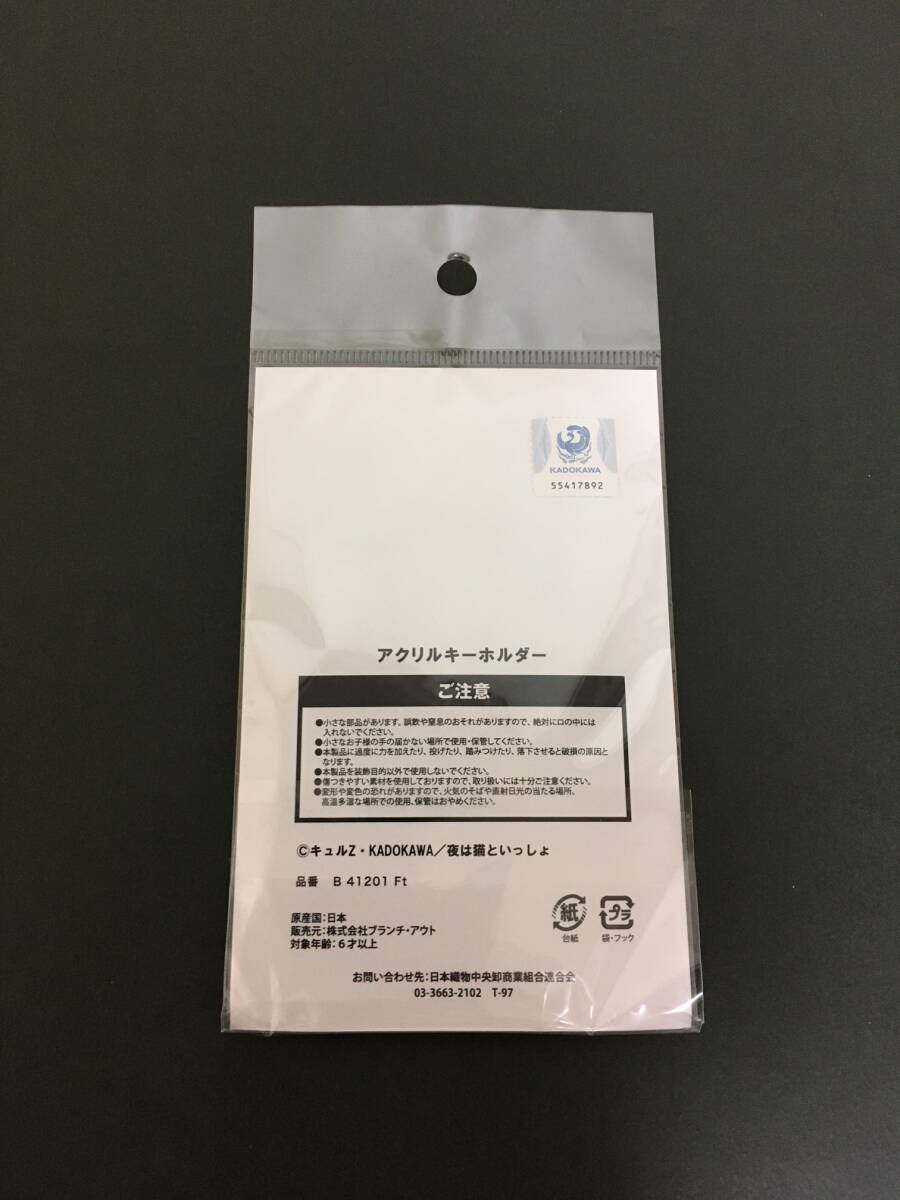 KADOKAWA
55417892
アクリルキーホルダー
ご注意
●小さな部品があります。誤飲や窒息のおそれがありますので、絶対に口の中には
入れないでください。
●小さなお子様の手の届かない場所で使用・保管してください。
●本製品に過度に力を加えたり、投げたり、踏みつけたり、落下させると破損の原因と
なります。
●本製品を装飾目的以外で使用しないでください。
●傷つきやすい素材を使用しておりますので、取り扱いには十分ご注意ください。
●変形や変色の恐れがありますので、火気のそばや直射日光の当たる場所、
高温多湿な場所での使用、保管はおやめください。
©キュルZ・KADOKAWA／夜は猫といっしょ
品番 B 41201 Ft
原産国：日本
販売元：株式会社ブランチ・アウト
対象年齢：６才以上
紙
台紙
プラ
袋・フック
お問い合わせ先：日本織物中央卸商業組合連合会
03-3663-2102 T-97